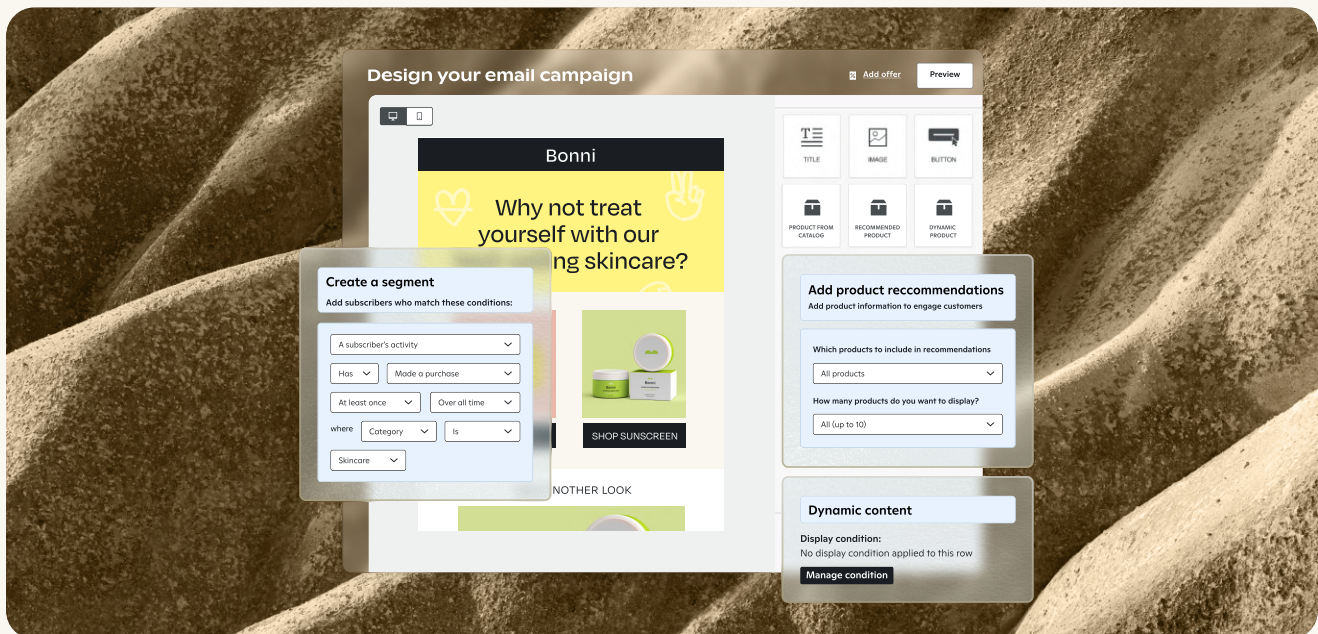 Design your email campaign
Add offer
Preview
Bonni
Why not treat
yourself with our
ng skincare?
SHOP SUNSCREEN
NOTHER LOOK
TITLE
IMAGE
BUTTON
PRODUCT FROM
CATALOG
RECOMMENDED
PRODUCT
DYNAMIC
PRODUCT
Create a segment
Add subscribers who match these conditions:
A subscriber's activity
Has
Made a purchase
At least once
Over all time
where
Category
Is
Skincare
Bonni
Bonni
Add product reccommendations
Add product information to engage customers
Which products to include in recommendations
All products
How many products do you want to display?
All (up to 10)
Dynamic content
Display condition:
No display condition applied to this row
Manage condition